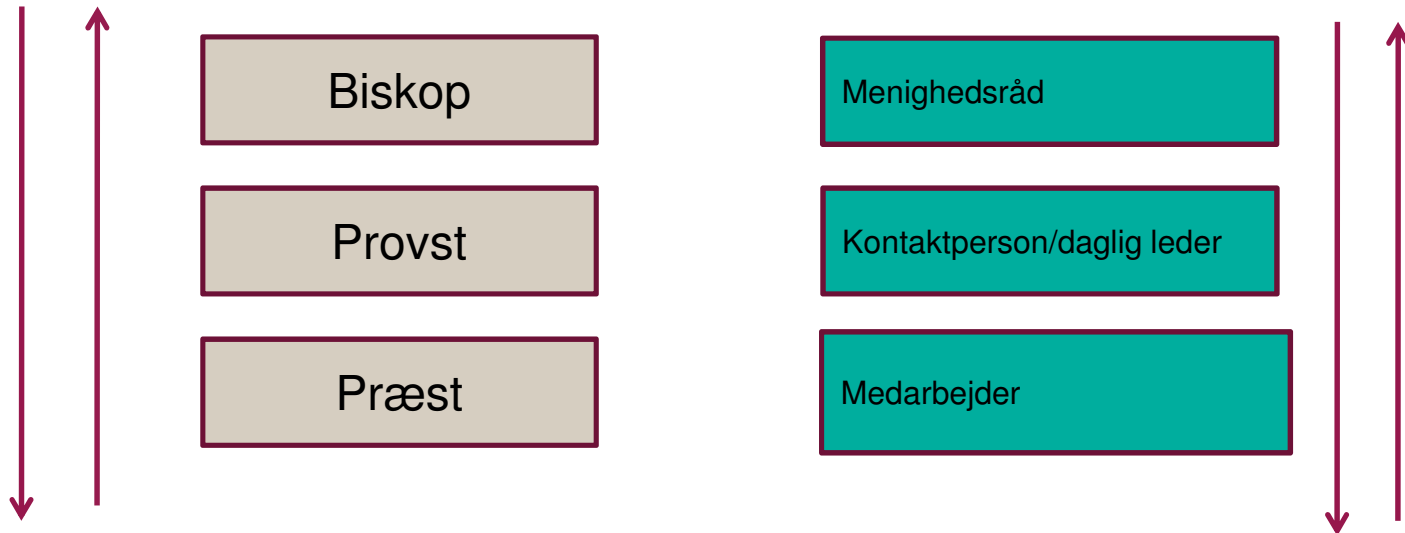 Biskop
Menighedsråd
Provst
Kontaktperson/daglig leder
Præst
Medarbejder